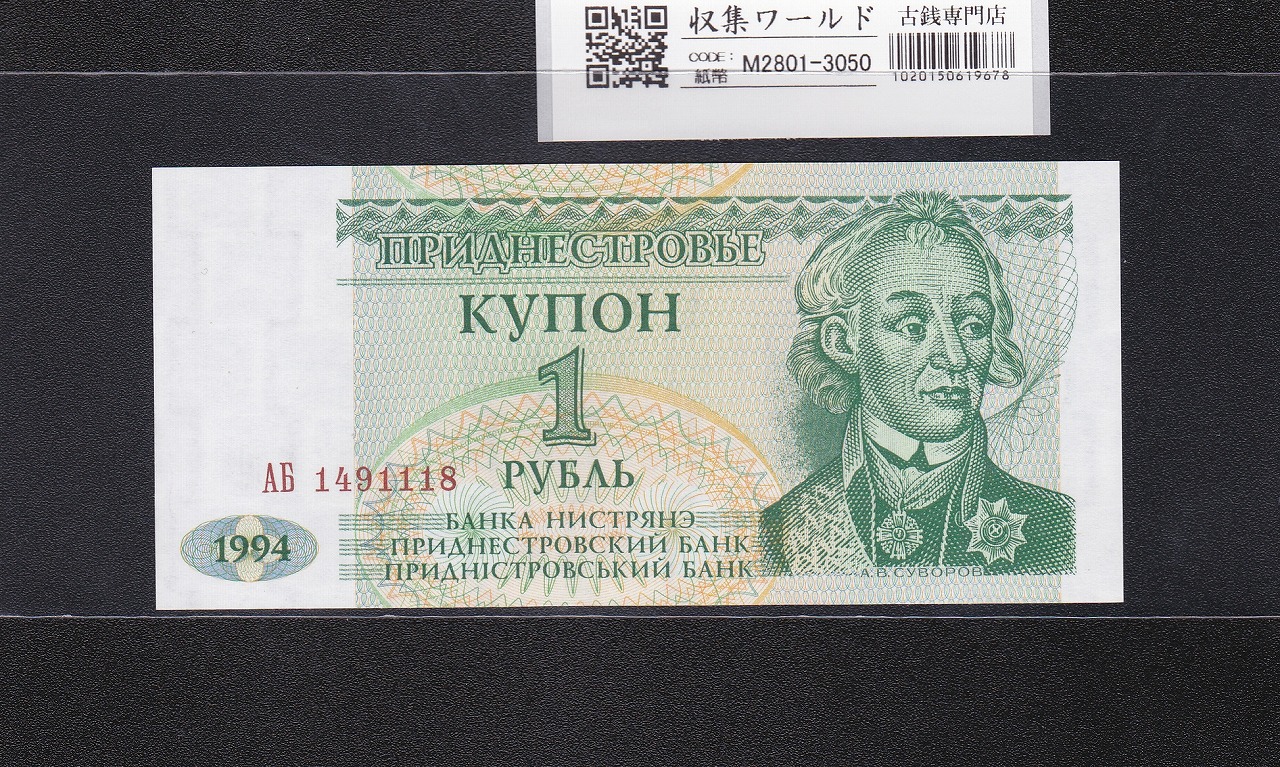 収集ワールド 古銭専門店
CODE: 紙幣 M2801-3050
1020150619678
ПРИДНЕСТРОВЬЕ
КУПОН
1
РУБЛЬ
АБ 1491118
1994
БАНКА НИСТРЯНЭ
ПРИДНЕСТРОВСКИЙ БАНК
ПРИДНІСТРОВСЬКИЙ БАНК
А.В.СУВОРОВ